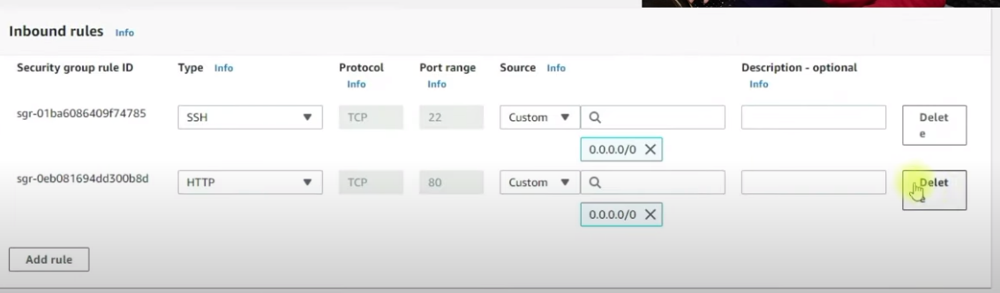 Inbound rules Info
Security group rule ID Type Info Protocol Info Port range Info Source Info Description - optional Info
sgr-01ba6086409f74785 SSH TCP 22 Custom Delete
0.0.0.0/0
sgr-0eb081694dd300b8d HTTP TCP 80 Custom Delete
0.0.0.0/0
Add rule